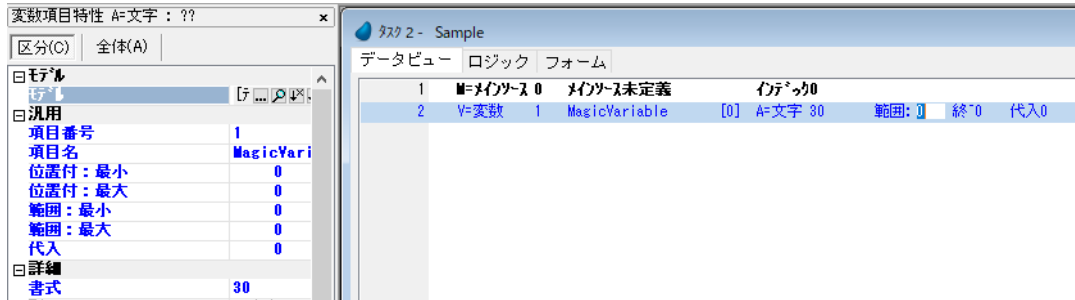 変数項目特性 A=文字 : ??
区分(C) 全体(A)
モデル
モデル
汎用
項目番号 1
項目名 MagicVari
位置付：最小 0
位置付：最大 0
範囲：最小 0
範囲：最大 0
代入 0
詳細
書式 30
タスク 2 - Sample
データビュー ロジック フォーム
1 M=メインソース 0 メインソース未定義 インデックス0
2 V=変数 1 MagicVariable [0] A=文字 30 範囲: 0 終 0 代入0